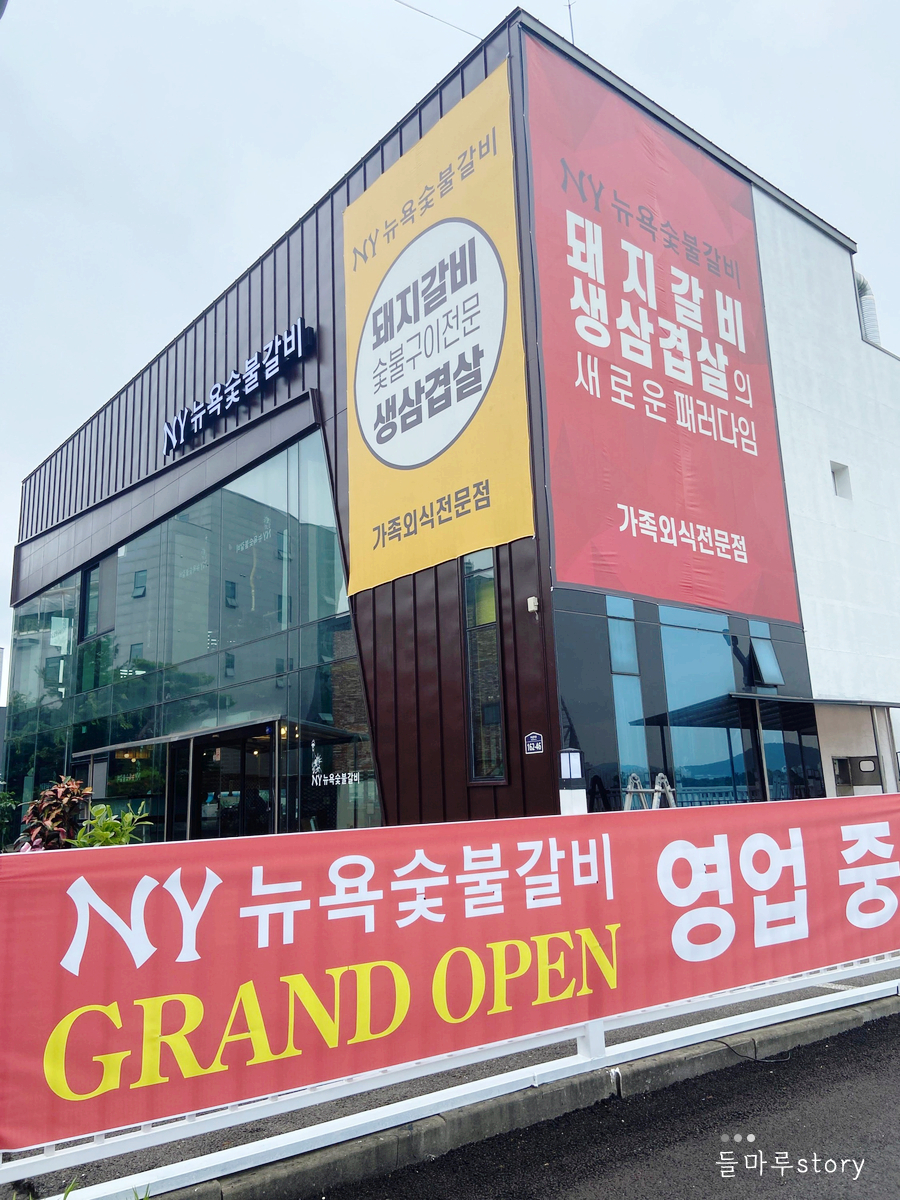 NY 뉴욕숯불갈비
돼지갈비
숯불구이전문
생삼겹살
가족외식전문점
NY 뉴욕숯불갈비
돼지갈비
생삼겹살의
새로운 패러다임
가족외식전문점
NY 뉴욕숯불갈비
NY 뉴욕숯불갈비
162-46
NY 뉴욕숯불갈비
GRAND OPEN
영업 중
들마루story